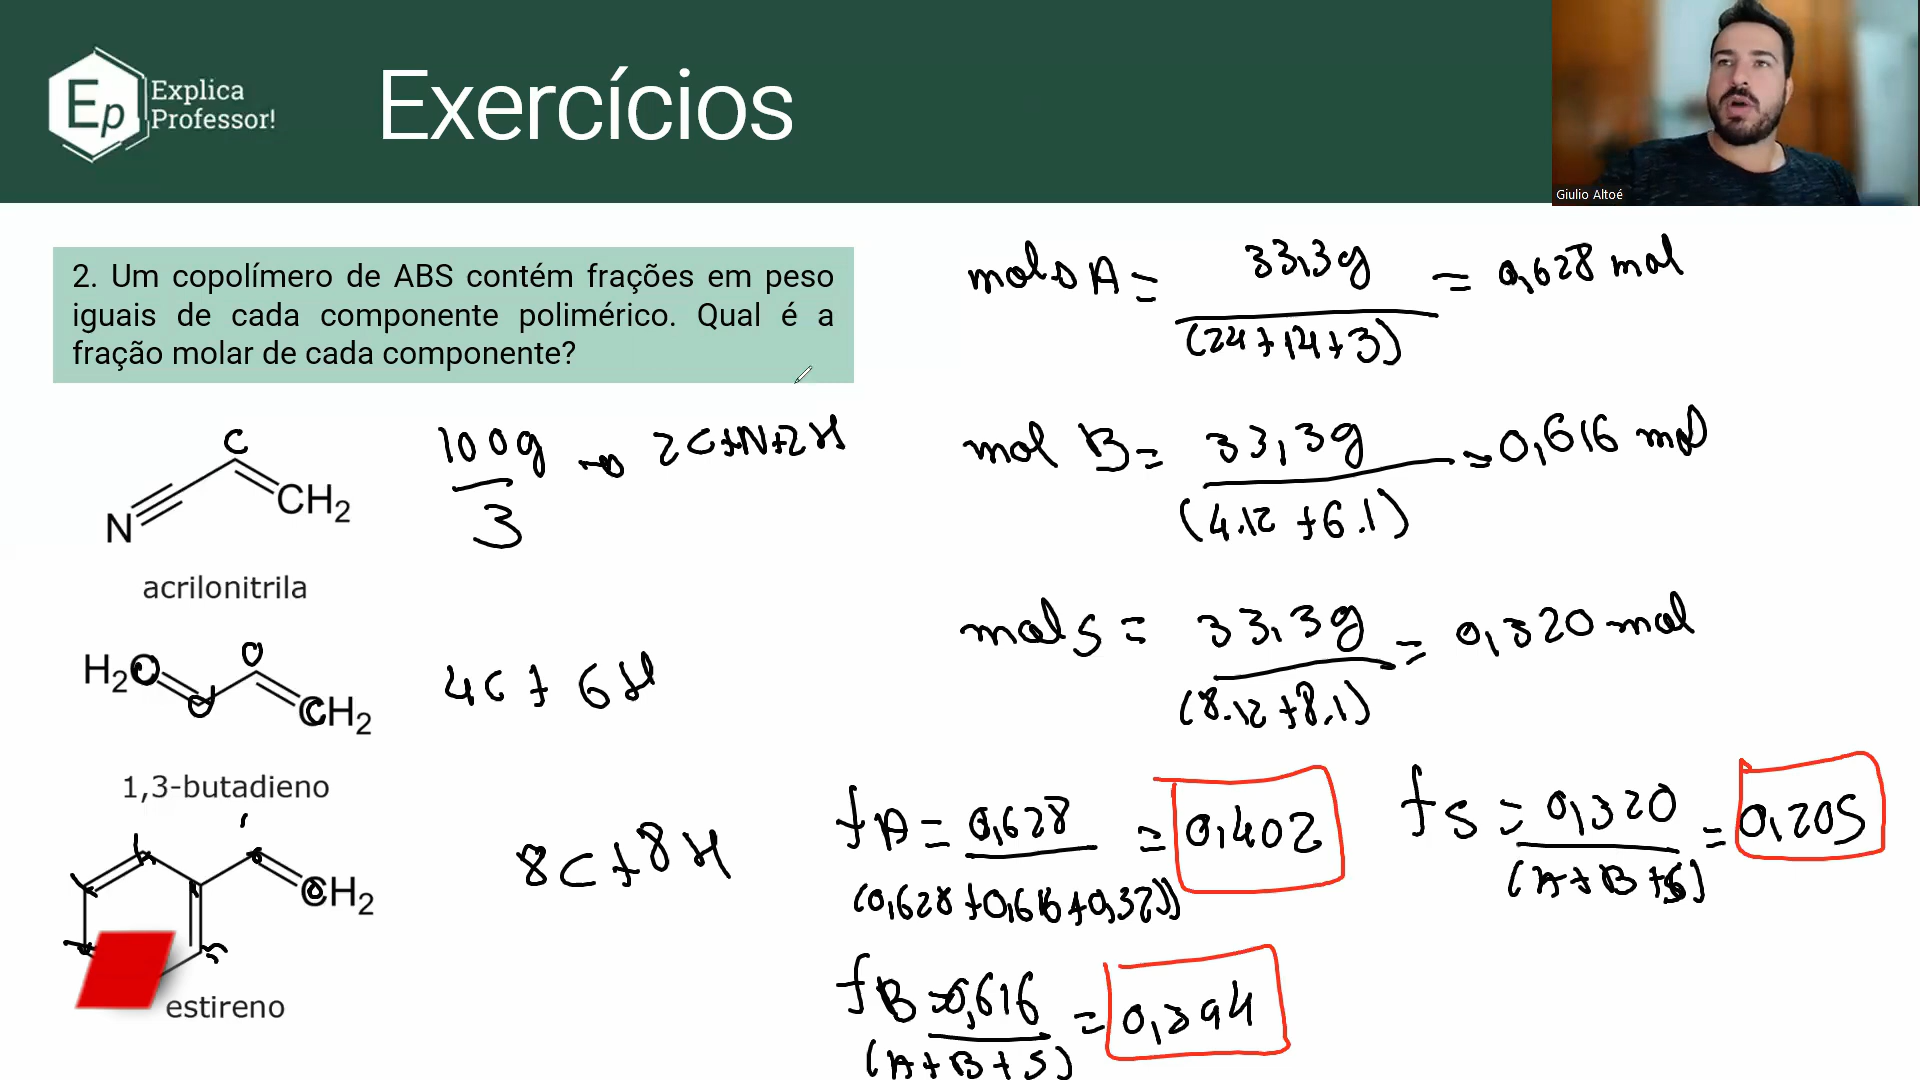 Ep Explica
Professor!
Exercícios
Giulio Altoé
2. Um copolímero de ABS contém frações em peso
iguais de cada componente polimérico. Qual é a
fração molar de cada componente?
mols A = 33,3g = 0,628 mol
(24+14+3)
C
100g → 2C+N+2H
3
N
CH2
acrilonitrila
mol B = 33,3g = 0,616 mol
(4.12 + 6.1)
H2C
CH2
4C + 6H
1,3-butadieno
mol S = 33,3g = 0,320 mol
(8.12 + 8.1)
CH2
8C+8H
estireno
fA = 0,628 = 0,402
(0,628+0,616+0,32))
fS = 0,320 = 0,205
(A+B+S)
fB = 0,616 = 0,394
(A+B+S)